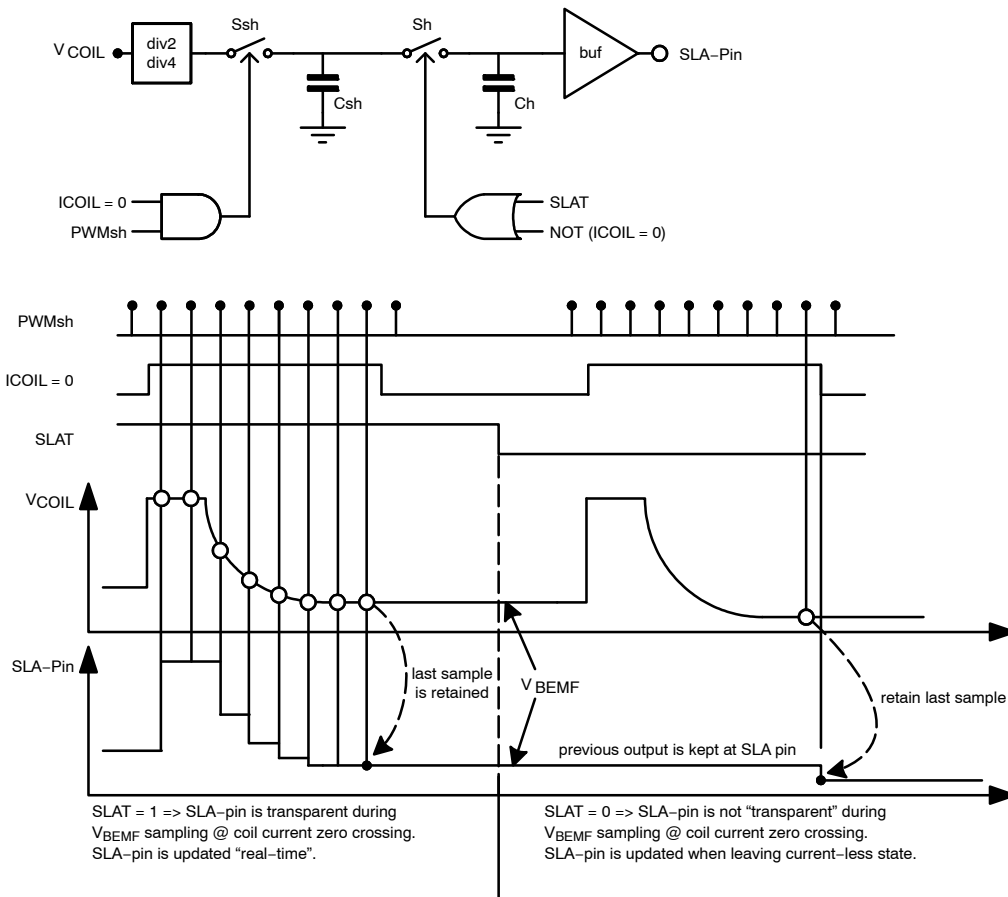 Ssh
Sh
V COIL
div2
div4
buf
SLA–Pin
Csh
Ch
ICOIL = 0
PWMsh
SLAT
NOT (ICOIL = 0)
PWMsh
ICOIL = 0
SLAT
VCOIL
SLA–Pin
last sample
is retained
VBEMF
retain last sample
previous output is kept at SLA pin
SLAT = 1 => SLA–pin is transparent during
VBEMF sampling @ coil current zero crossing.
SLA–pin is updated “real–time”.
SLAT = 0 => SLA–pin is not “transparent” during
VBEMF sampling @ coil current zero crossing.
SLA–pin is updated when leaving current–less state.